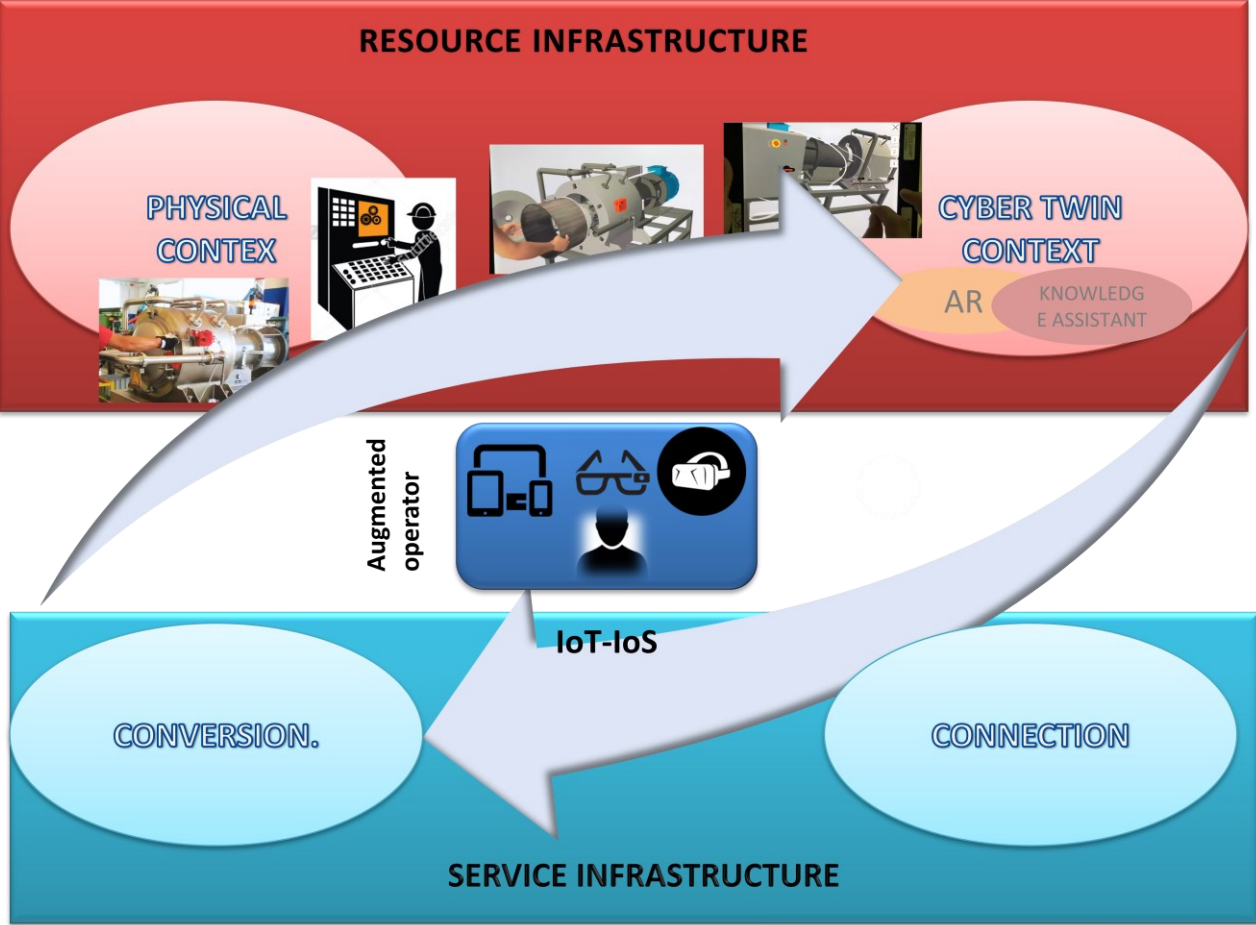 RESOURCE INFRASTRUCTURE
PHYSICAL
CONTEX
CYBER TWIN
CONTEXT
AR
KNOWLEDG
E ASSISTANT
Augmented
operator
IoT-IoS
CONVERSION.
CONNECTION
SERVICE INFRASTRUCTURE